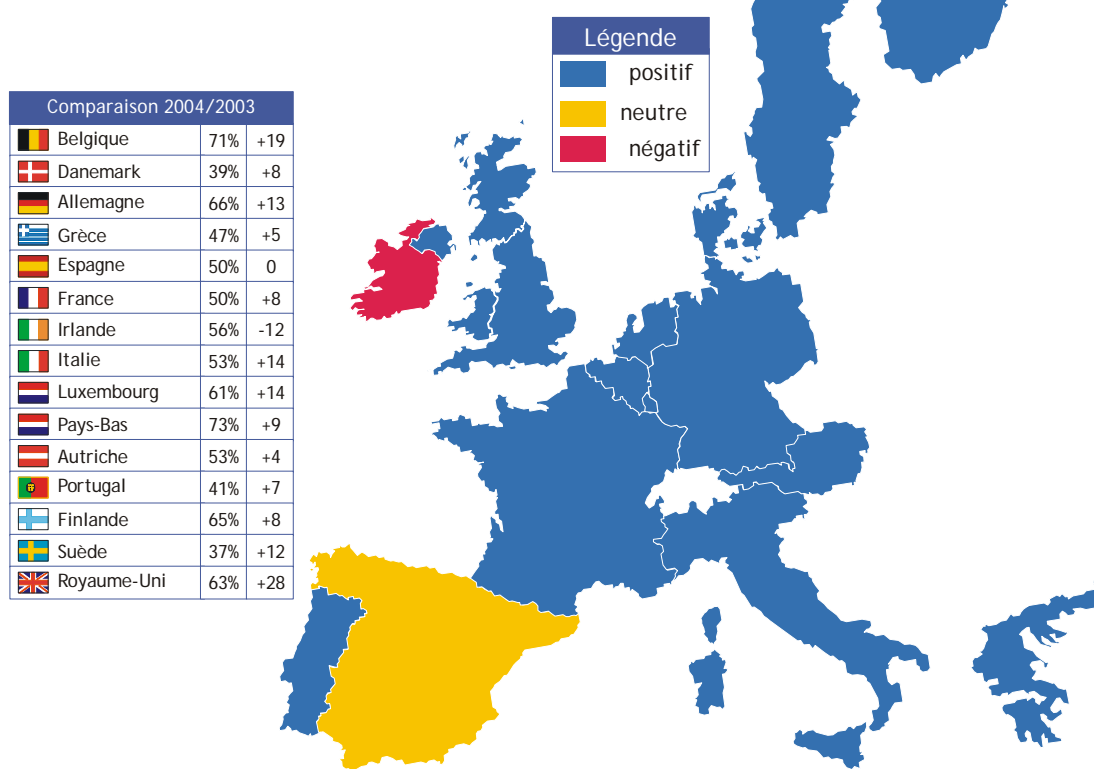 Légende
positif
neutre
négatif
Comparaison 2004/2003
Belgique 71% +19
Danemark 39% +8
Allemagne 66% +13
Grèce 47% +5
Espagne 50% 0
France 50% +8
Irlande 56% -12
Italie 53% +14
Luxembourg 61% +14
Pays-Bas 73% +9
Autriche 53% +4
Portugal 41% +7
Finlande 65% +8
Suède 37% +12
Royaume-Uni 63% +28